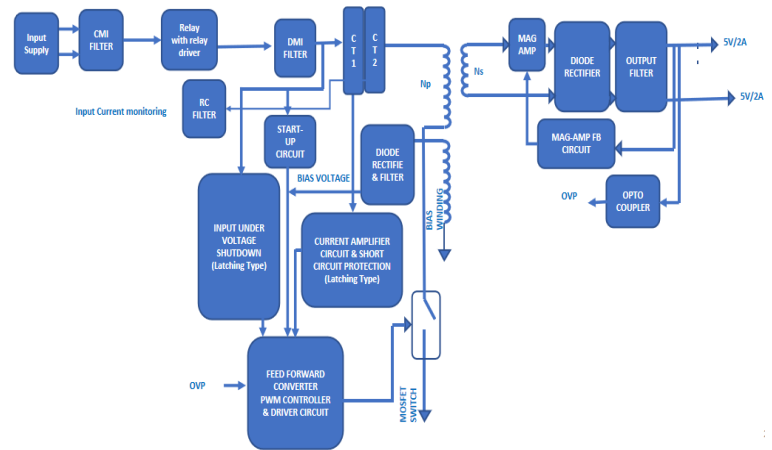 Input
Supply
CMI
FILTER
Relay
with relay
driver
DMI
FILTER
C
T
1
C
T
2
Np
Ns
MAG
AMP
DIODE
RECTIFIER
OUTPUT
FILTER
5V/2A
5V/2A
Input Current monitoring
RC
FILTER
START-
UP
CIRCUIT
DIODE
RECTIFIE
& FILTER
MAG-AMP FB
CIRCUIT
BIAS VOLTAGE
BIAS
WINDING
OVP
OPTO
COUPLER
INPUT UNDER
VOLTAGE
SHUTDOWN
(Latching Type)
CURRENT AMPLIFIER
CIRCUIT & SHORT
CIRCUIT PROTECTION
(Latching Type)
OVP
FEED FORWARD
CONVERTER
PWM CONTROLLER
& DRIVER CIRCUIT
MOSFET
SWITCH